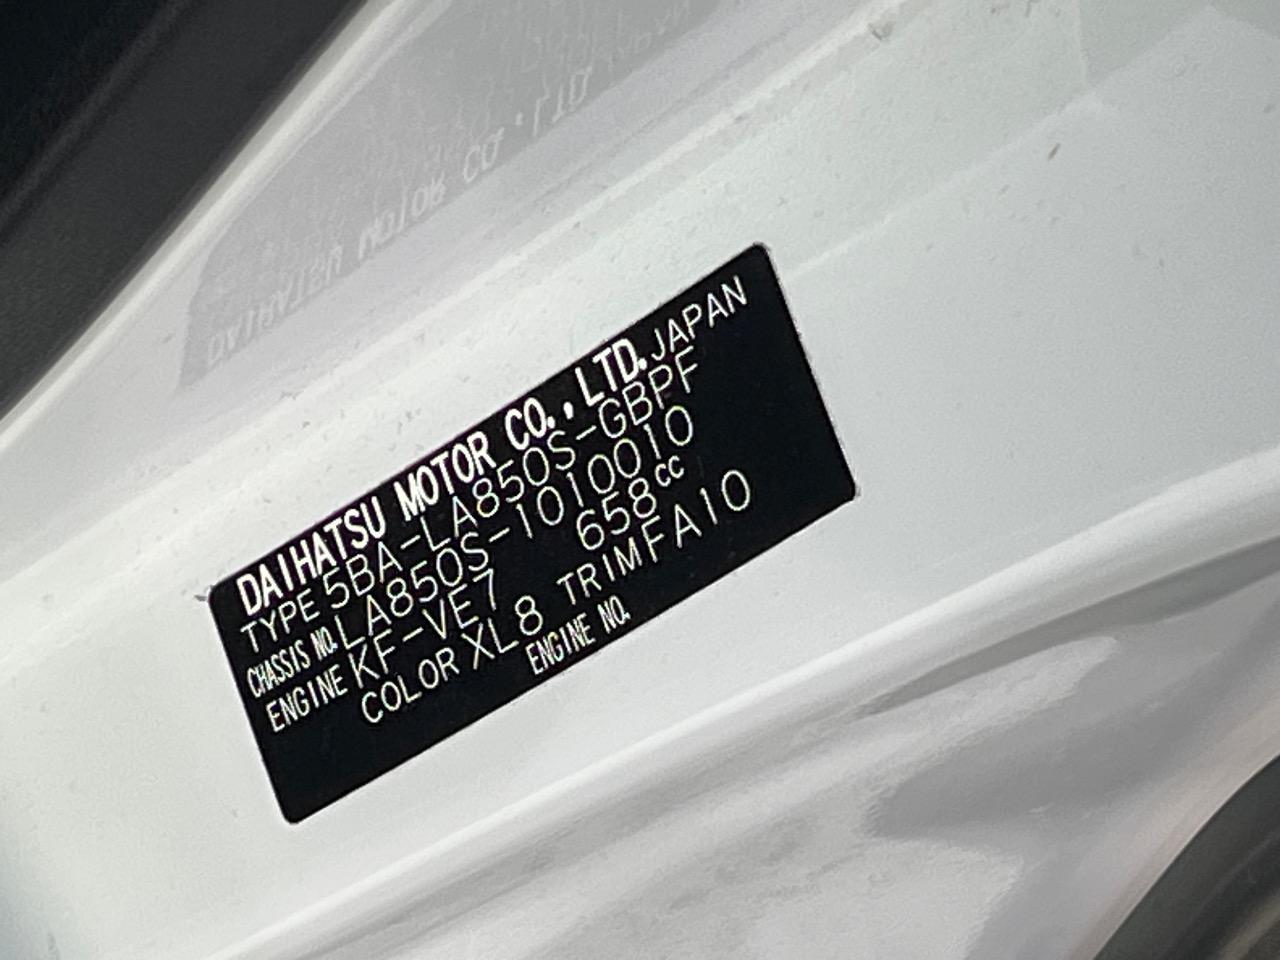 DAIHATSU MOTOR CO., LTD. JAPAN
TYPE 5BA-LA850S-GBPF
CHASSIS NO. LA850S-1010010
ENGINE KF-VE7 658cc
COLOR XL8 TRIM FA10
ENGINE NO.